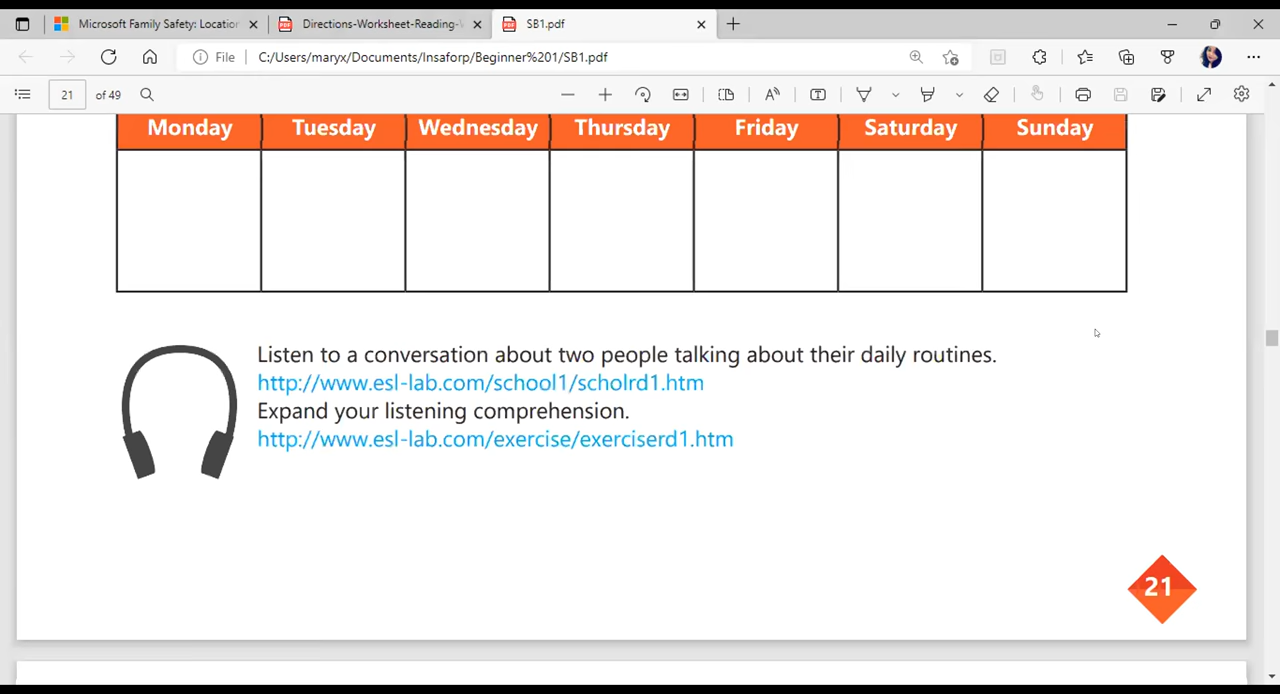 Microsoft Family Safety: Locatio
Directions-Worksheet-Reading-
SB1.pdf
File
C:/Users/maryx/Documents/Insaforp/Beginner%201/SB1.pdf
21 of 49
Monday Tuesday Wednesday Thursday Friday Saturday Sunday
Listen to a conversation about two people talking about their daily routines.
http://www.esl-lab.com/school1/scholrd1.htm
Expand your listening comprehension.
http://www.esl-lab.com/exercise/exerciserd1.htm
21